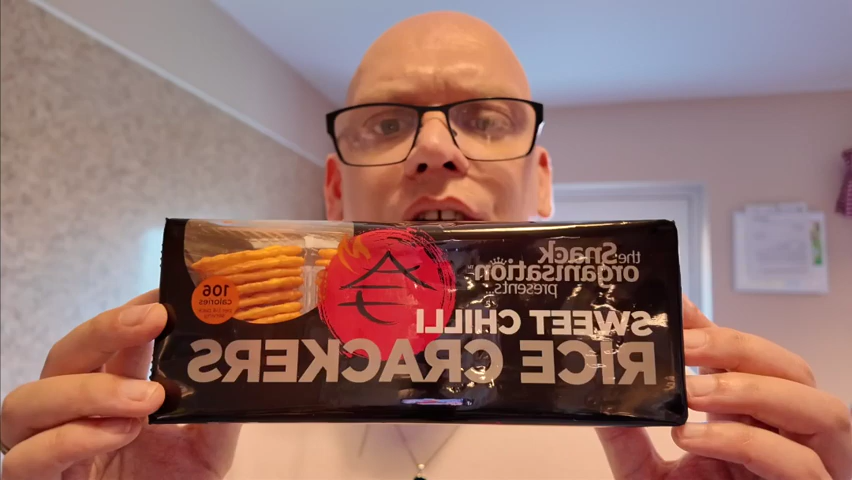 the Snack
organisation
presents...
SWEET CHILLI
RICE CRACKERS
106
calories